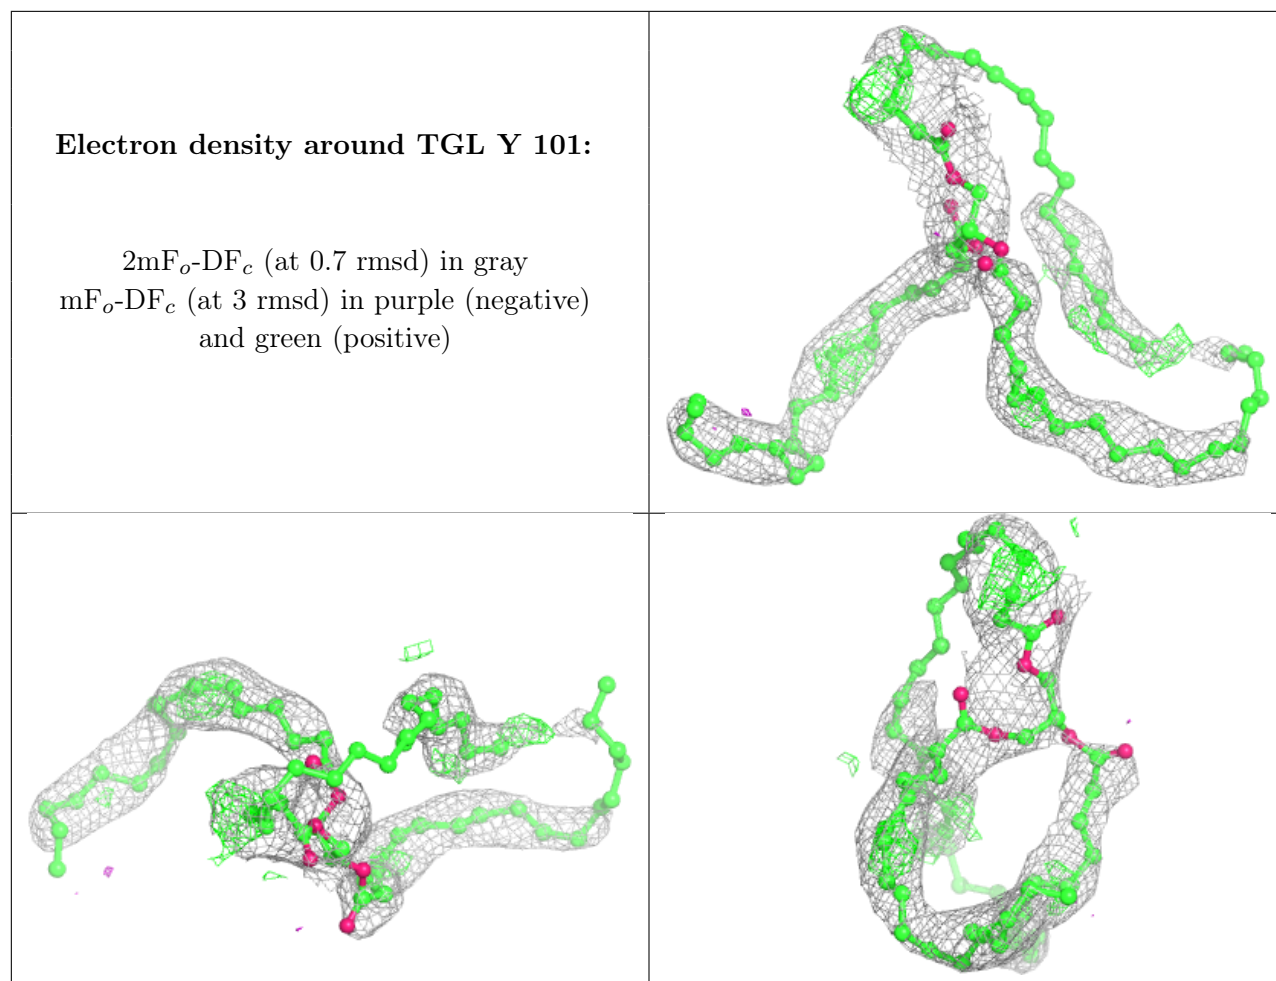 Electron density around TGL Y 101:
2mFo-DFc (at 0.7 rmsd) in gray
mFo-DFc (at 3 rmsd) in purple (negative)
and green (positive)